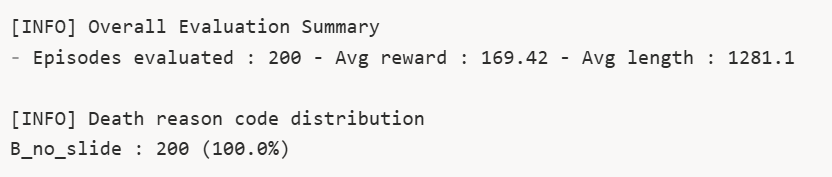 [INFO] Overall Evaluation Summary
- Episodes evaluated : 200 - Avg reward : 169.42 - Avg length : 1281.1
[INFO] Death reason code distribution
B_no_slide : 200 (100.0%)